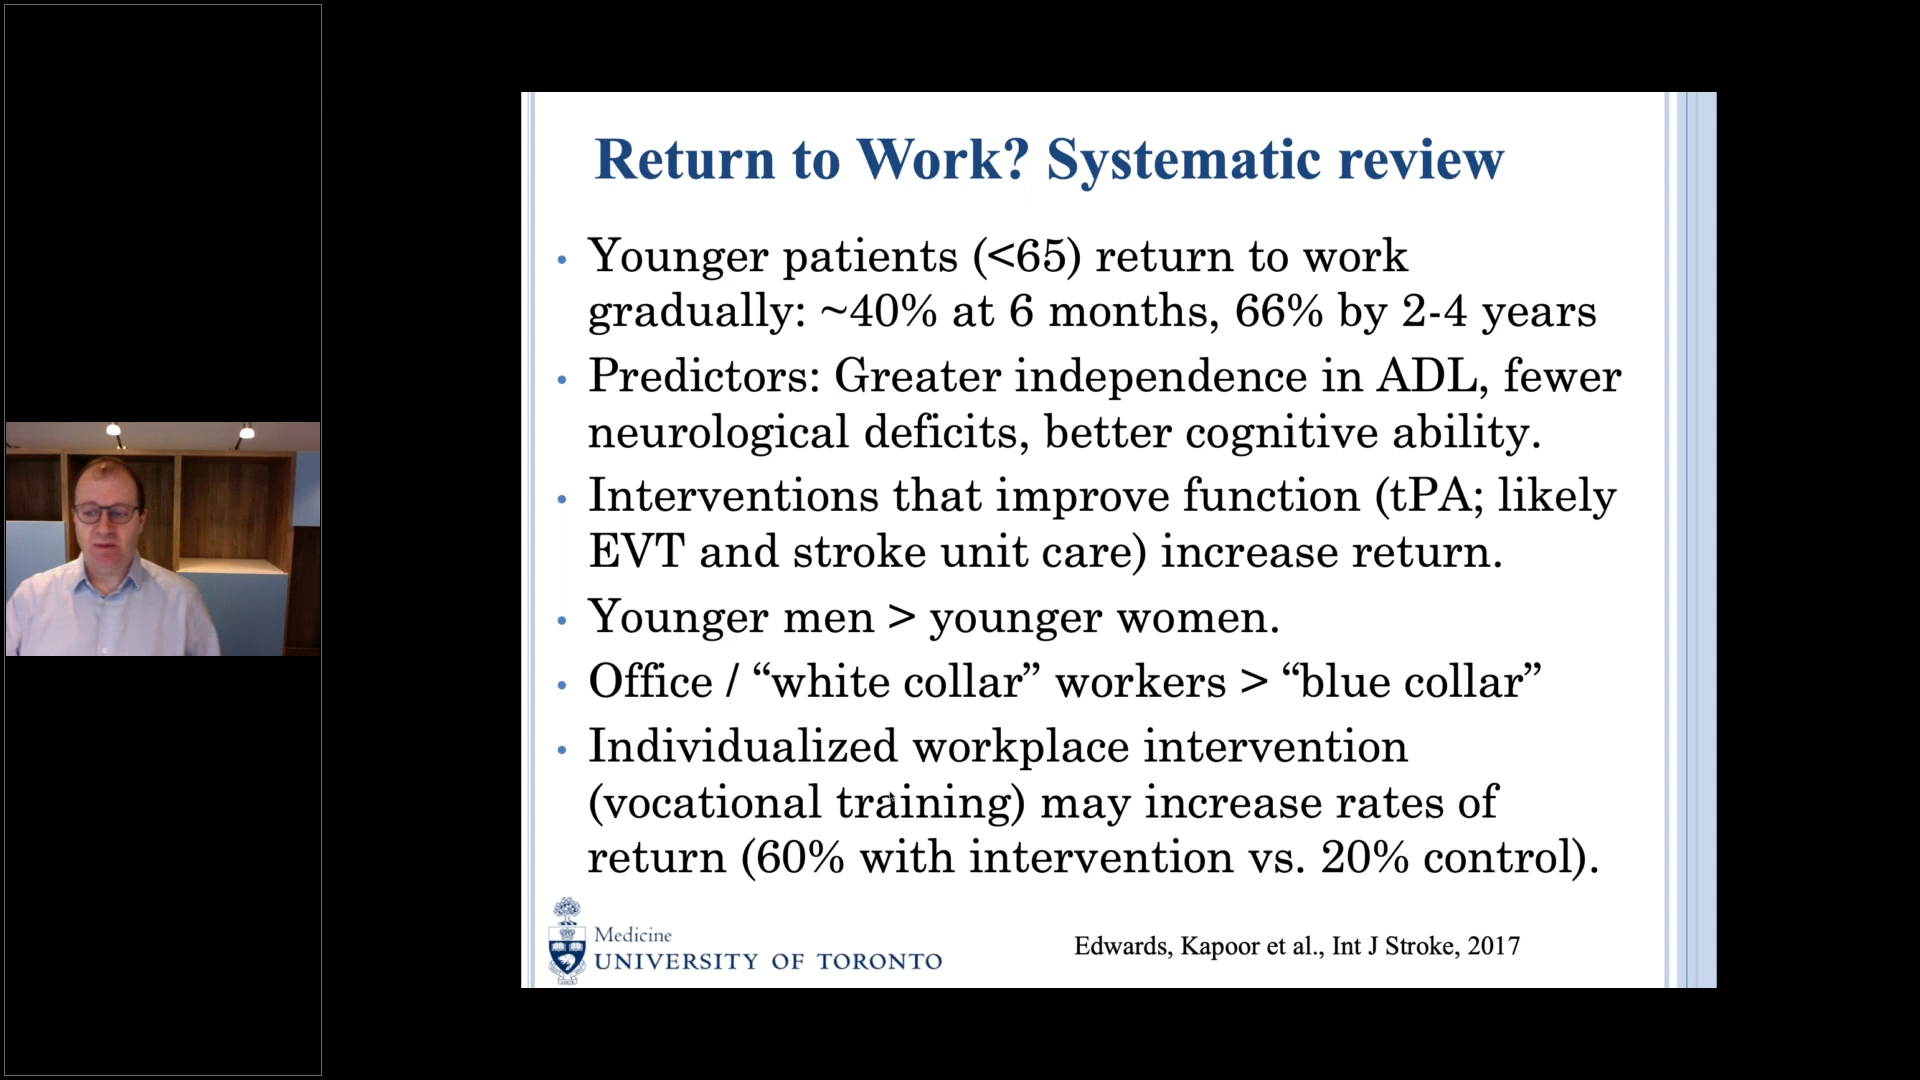 Return to Work? Systematic review
• Younger patients (<65) return to work
gradually: ~40% at 6 months, 66% by 2-4 years
• Predictors: Greater independence in ADL, fewer
neurological deficits, better cognitive ability.
• Interventions that improve function (tPA; likely
EVT and stroke unit care) increase return.
• Younger men > younger women.
• Office / “white collar” workers > “blue collar”
• Individualized workplace intervention
(vocational training) may increase rates of
return (60% with intervention vs. 20% control).
Medicine
UNIVERSITY OF TORONTO
Edwards, Kapoor et al., Int J Stroke, 2017